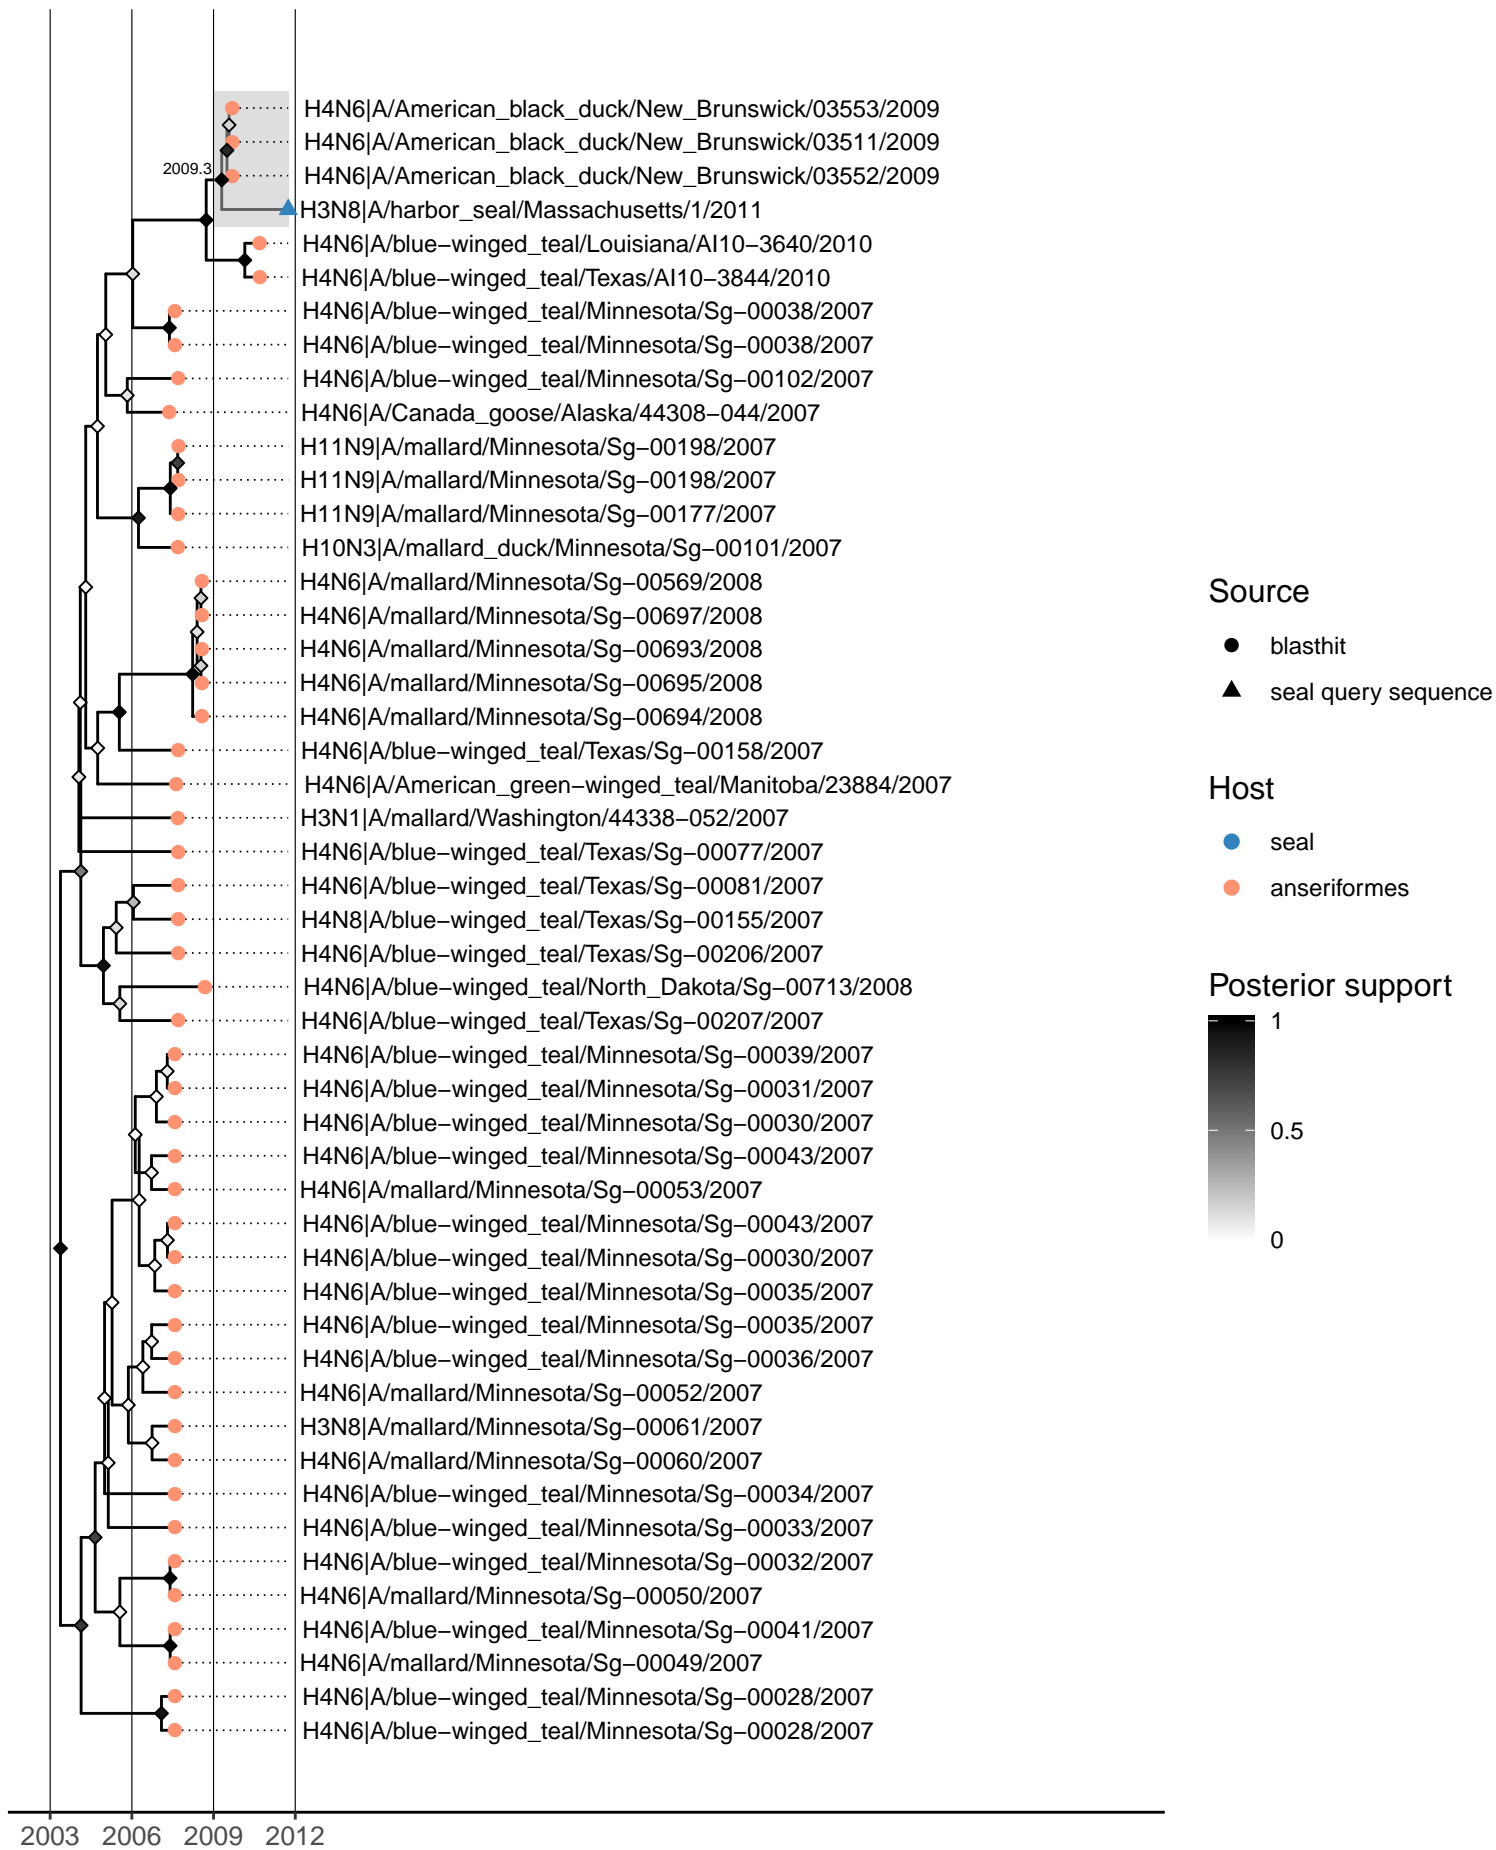 H4N6|A/American_black_duck/New_Brunswick/03553/2009
H4N6|A/American_black_duck/New_Brunswick/03511/2009
2009.3
H4N6|A/American_black_duck/New_Brunswick/03552/2009
H3N8|A/harbor_seal/Massachusetts/1/2011
H4N6|A/blue−winged_teal/Louisiana/AI10−3640/2010
H4N6|A/blue−winged_teal/Texas/AI10−3844/2010
H4N6|A/blue−winged_teal/Minnesota/Sg−00038/2007
H4N6|A/blue−winged_teal/Minnesota/Sg−00038/2007
H4N6|A/blue−winged_teal/Minnesota/Sg−00102/2007
H4N6|A/Canada_goose/Alaska/44308−044/2007
H11N9|A/mallard/Minnesota/Sg−00198/2007
H11N9|A/mallard/Minnesota/Sg−00198/2007
H11N9|A/mallard/Minnesota/Sg−00177/2007
H10N3|A/mallard_duck/Minnesota/Sg−00101/2007
H4N6|A/mallard/Minnesota/Sg−00569/2008
H4N6|A/mallard/Minnesota/Sg−00697/2008
H4N6|A/mallard/Minnesota/Sg−00693/2008
H4N6|A/mallard/Minnesota/Sg−00695/2008
H4N6|A/mallard/Minnesota/Sg−00694/2008
H4N6|A/blue−winged_teal/Texas/Sg−00158/2007
H4N6|A/American_green−winged_teal/Manitoba/23884/2007
H3N1|A/mallard/Washington/44338−052/2007
H4N6|A/blue−winged_teal/Texas/Sg−00077/2007
H4N6|A/blue−winged_teal/Texas/Sg−00081/2007
H4N8|A/blue−winged_teal/Texas/Sg−00155/2007
H4N6|A/blue−winged_teal/Texas/Sg−00206/2007
H4N6|A/blue−winged_teal/North_Dakota/Sg−00713/2008
H4N6|A/blue−winged_teal/Texas/Sg−00207/2007
H4N6|A/blue−winged_teal/Minnesota/Sg−00039/2007
H4N6|A/blue−winged_teal/Minnesota/Sg−00031/2007
H4N6|A/blue−winged_teal/Minnesota/Sg−00030/2007
H4N6|A/blue−winged_teal/Minnesota/Sg−00043/2007
H4N6|A/mallard/Minnesota/Sg−00053/2007
H4N6|A/blue−winged_teal/Minnesota/Sg−00043/2007
H4N6|A/blue−winged_teal/Minnesota/Sg−00030/2007
H4N6|A/blue−winged_teal/Minnesota/Sg−00035/2007
H4N6|A/blue−winged_teal/Minnesota/Sg−00035/2007
H4N6|A/blue−winged_teal/Minnesota/Sg−00036/2007
H4N6|A/mallard/Minnesota/Sg−00052/2007
H3N8|A/mallard/Minnesota/Sg−00061/2007
H4N6|A/mallard/Minnesota/Sg−00060/2007
H4N6|A/blue−winged_teal/Minnesota/Sg−00034/2007
H4N6|A/blue−winged_teal/Minnesota/Sg−00033/2007
H4N6|A/blue−winged_teal/Minnesota/Sg−00032/2007
H4N6|A/mallard/Minnesota/Sg−00050/2007
H4N6|A/blue−winged_teal/Minnesota/Sg−00041/2007
H4N6|A/mallard/Minnesota/Sg−00049/2007
H4N6|A/blue−winged_teal/Minnesota/Sg−00028/2007
H4N6|A/blue−winged_teal/Minnesota/Sg−00028/2007
2003 2006 2009 2012
Source
blasthit
seal query sequence
Host
seal
anseriformes
Posterior support
1
0.5
0